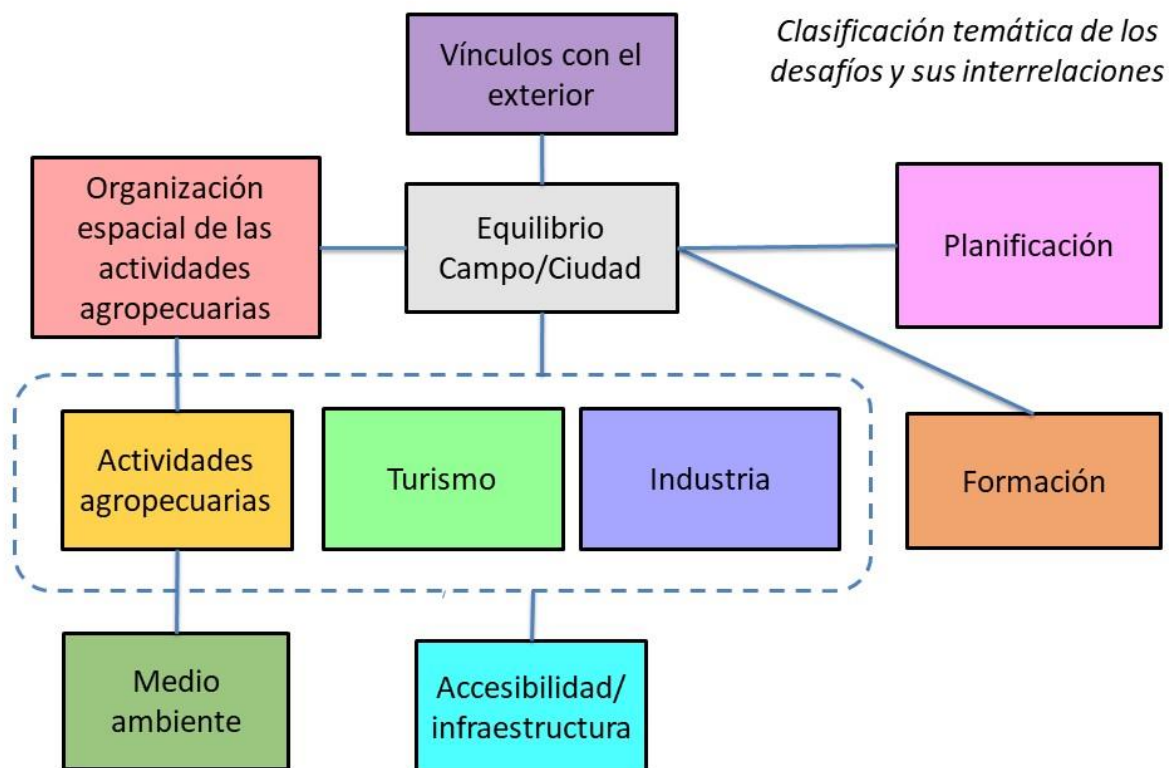 Clasificación temática de los
desafíos y sus interrelaciones
Vínculos con el
exterior
Organización
espacial de las
actividades
agropecuarias
Equilibrio
Campo/Ciudad
Planificación
Actividades
agropecuarias
Turismo
Industria
Formación
Medio
ambiente
Accesibilidad/
infraestructura